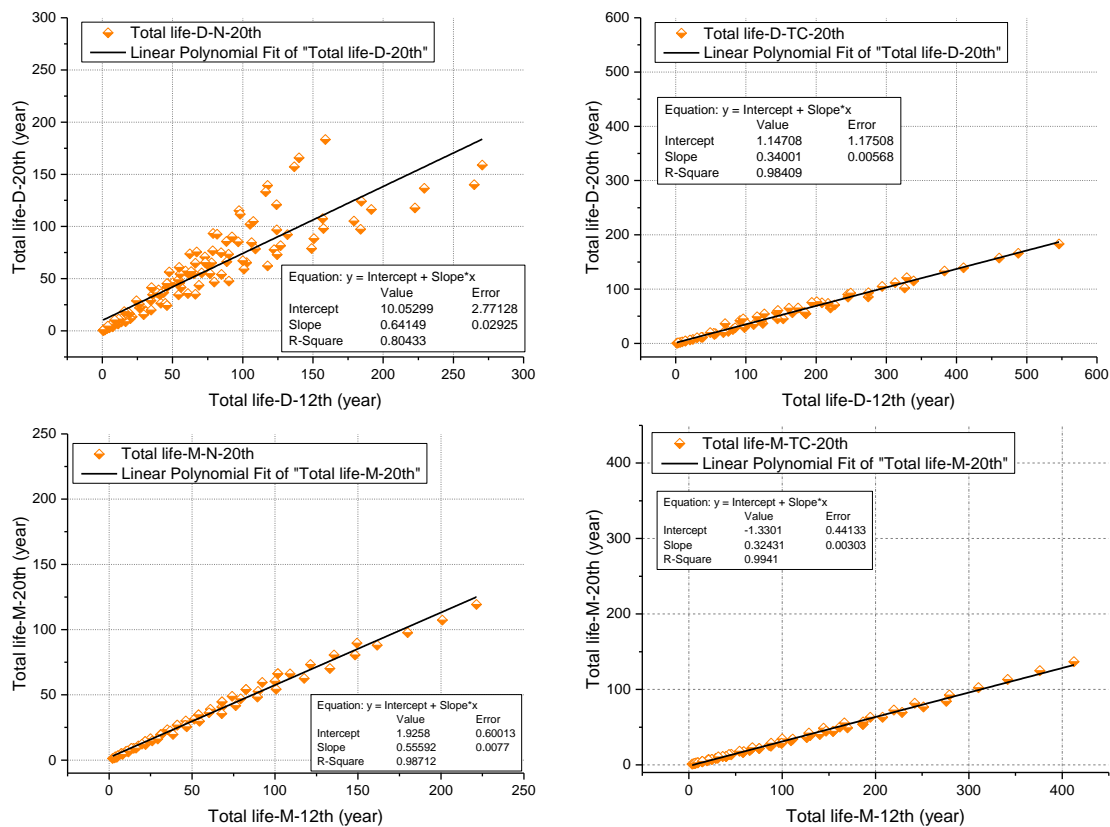 Total life-D-N-20th
Linear Polynomial Fit of "Total life-D-20th"
Equation: y = Intercept + Slope*x
Value Error
Intercept 10.05299 2.77128
Slope 0.64149 0.02925
R-Square 0.80433
300
250
200
150
100
50
0
0 50 100 150 200 250 300
Total life-D-20th (year)
Total life-D-12th (year)
Total life-D-TC-20th
Linear Polynomial Fit of "Total life-D-20th"
Equation: y = Intercept + Slope*x
Value Error
Intercept 1.14708 1.17508
Slope 0.34001 0.00568
R-Square 0.98409
600
500
400
300
200
100
0
0 100 200 300 400 500 600
Total life-D-20th (year)
Total life-D-12th (year)
Total life-M-N-20th
Linear Polynomial Fit of "Total life-M-20th"
Equation: y = Intercept + Slope*x
Value Error
Intercept 1.9258 0.60013
Slope 0.55592 0.0077
R-Square 0.98712
250
200
150
100
50
0
0 50 100 150 200 250
Total life-M-20th (year)
Total life-M-12th (year)
Total life-M-TC-20th
Linear Polynomial Fit of "Total life-M-20th"
Equation: y = Intercept + Slope*x
Value Error
Intercept -1.3301 0.44133
Slope 0.32431 0.00303
R-Square 0.9941
400
300
200
100
0
0 100 200 300 400
Total life-M-20th (year)
Total life-M-12th (year)